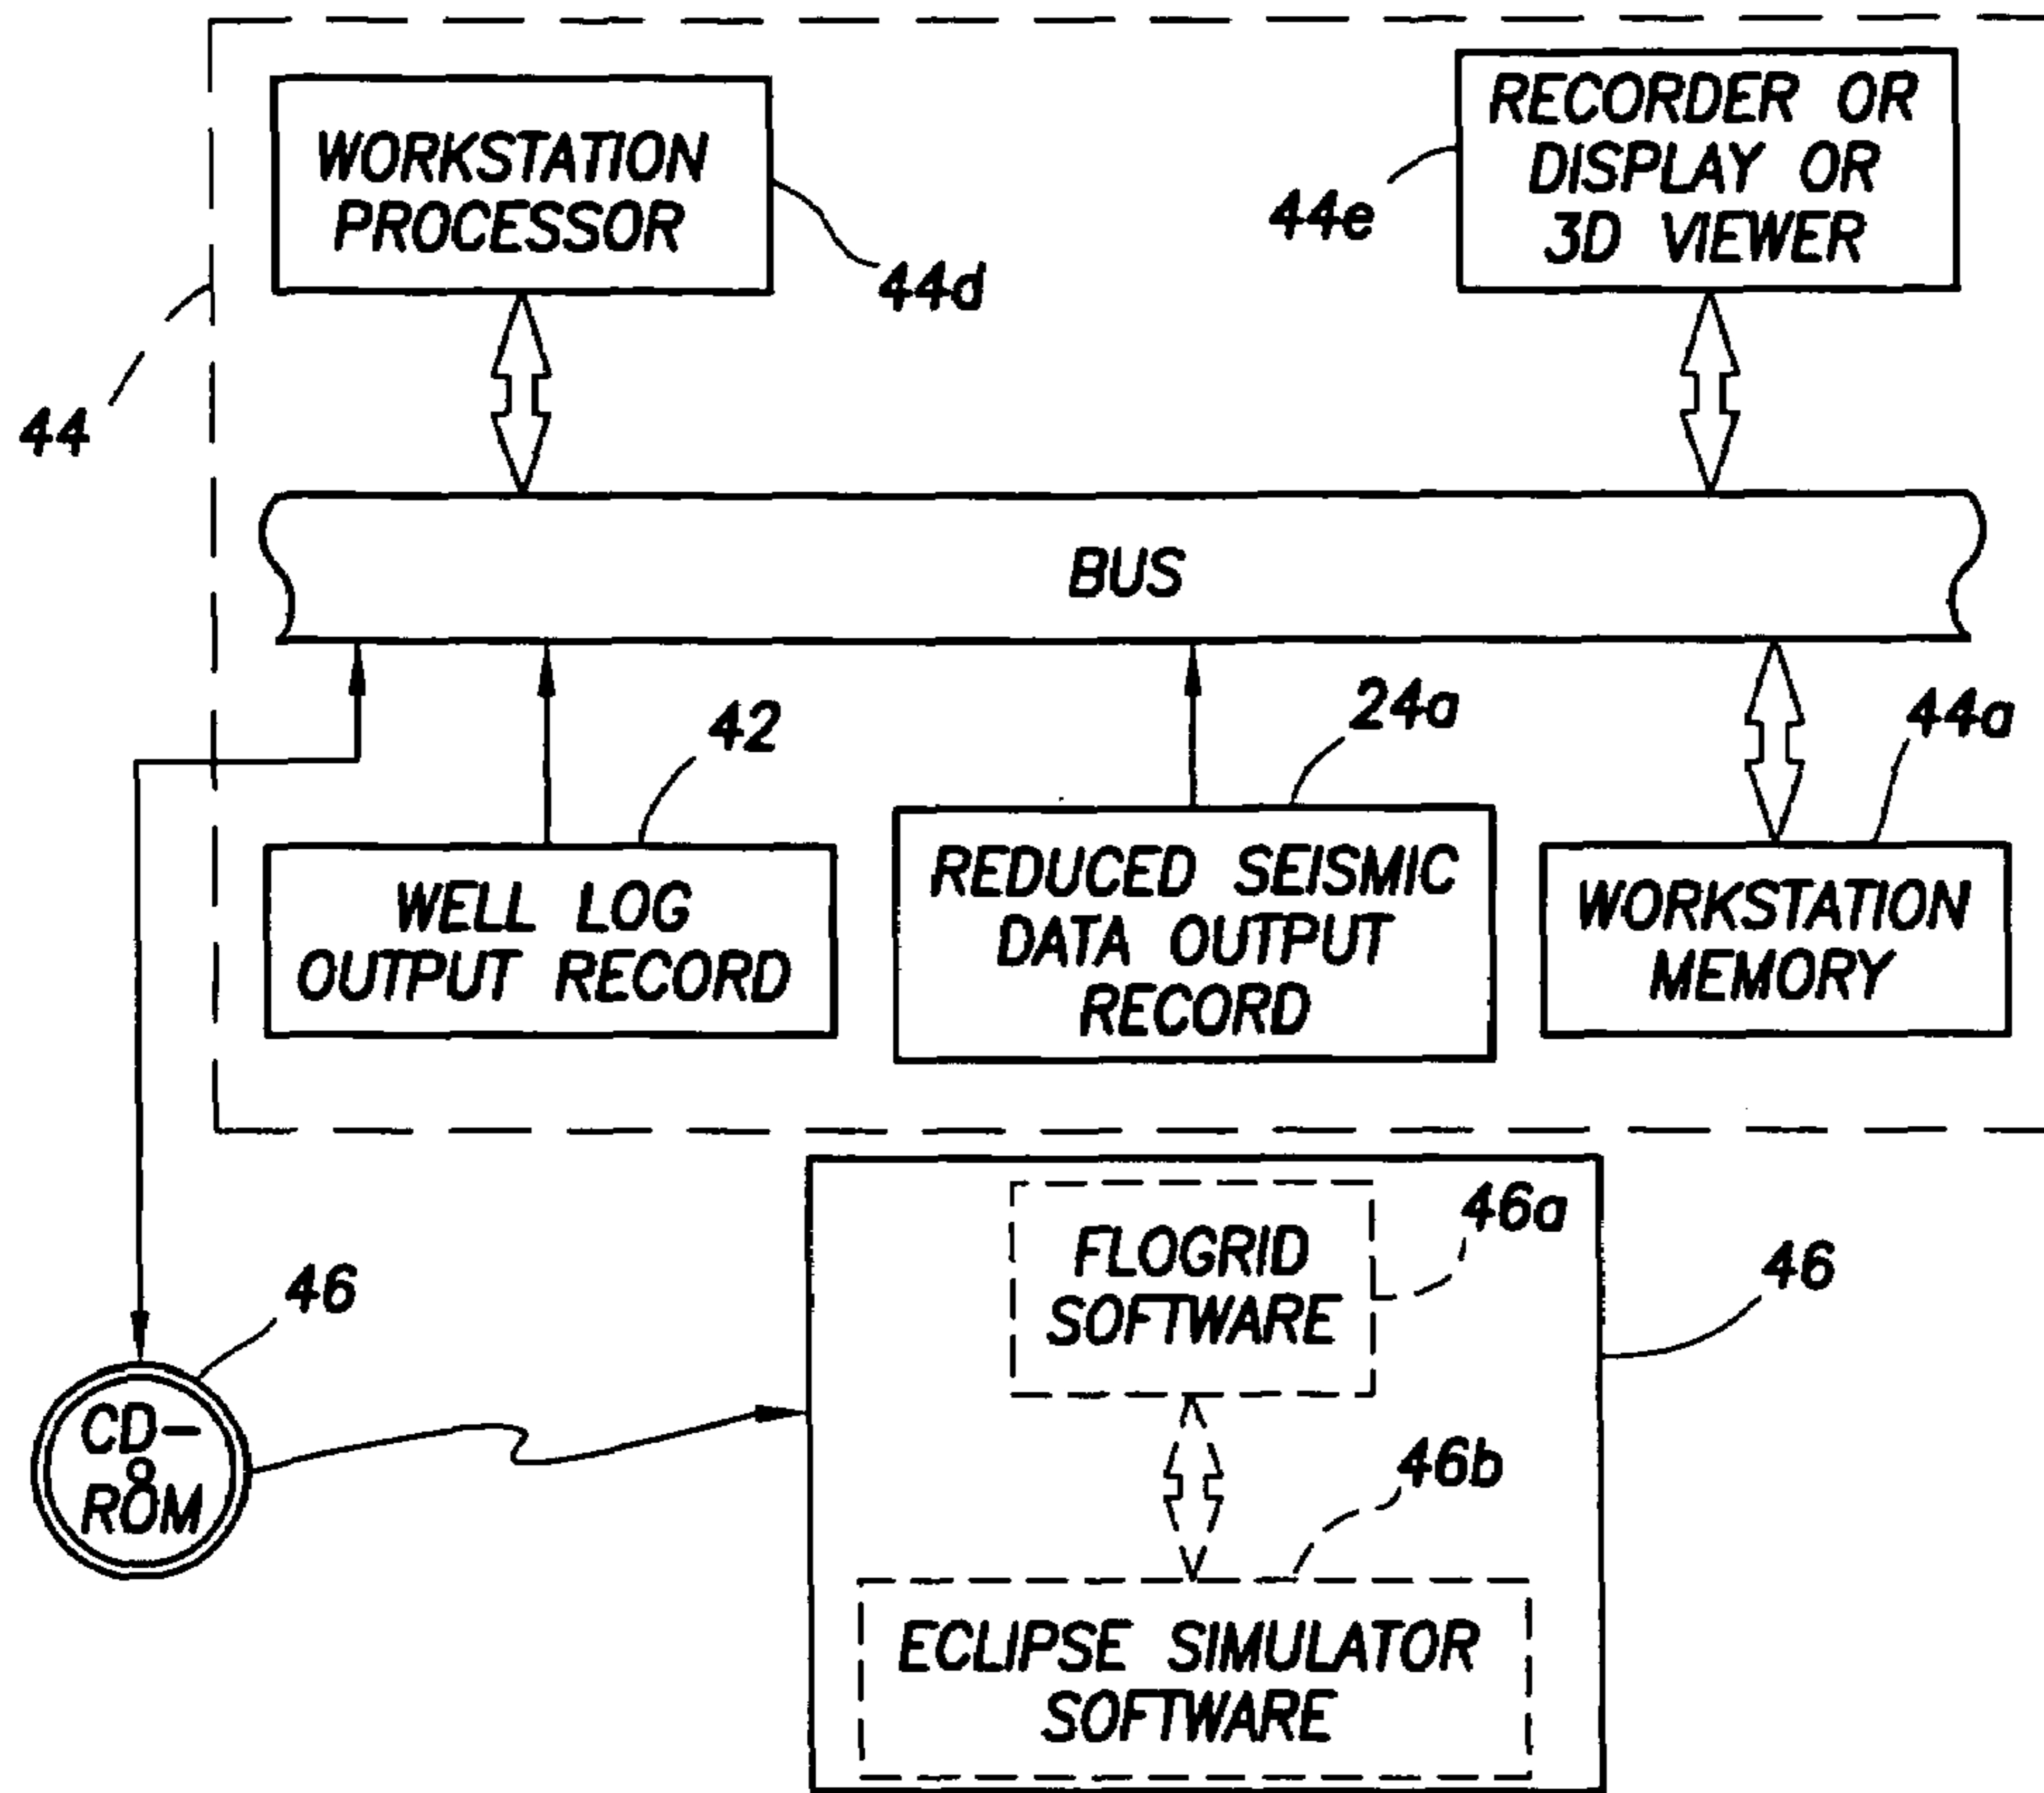 WORKSTATION
PROCESSOR
44d
RECORDER OR
DISPLAY OR
3D VIEWER
44e
44
BUS
42
24a
44a
WELL LOG
OUTPUT RECORD
REDUCED SEISMIC
DATA OUTPUT
RECORD
WORKSTATION
MEMORY
46
CD-
ROM
FLOGRID
SOFTWARE
46a
46
46b
ECLIPSE SIMULATOR
SOFTWARE